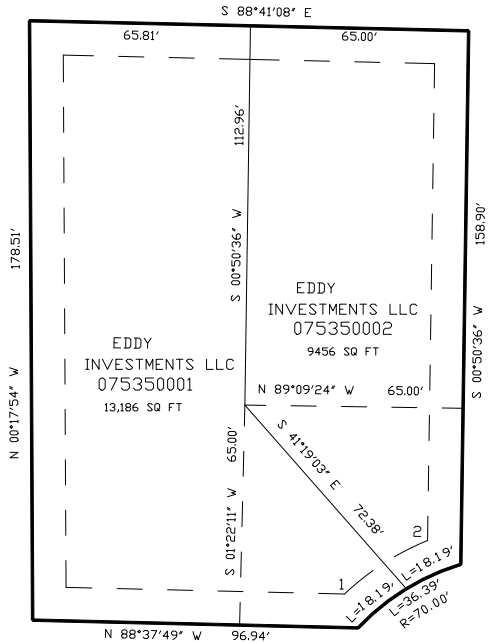 S 88°41'08" E
65.81'
65.00'
112.96'
S 00°50'36" W
178.51'
N 00°17'54" W
158.90'
S 00°50'36" W
EDDY
INVESTMENTS LLC
075350002
9456 SQ FT
EDDY
INVESTMENTS LLC
075350001
13,186 SQ FT
N 89°09'24" W
65.00'
S 41°19'03" E
72.38'
65.00'
S 01°22'11" W
1
2
L=18.19'
L=18.19'
L=36.39'
R=70.00'
N 88°37'49" W
96.94'